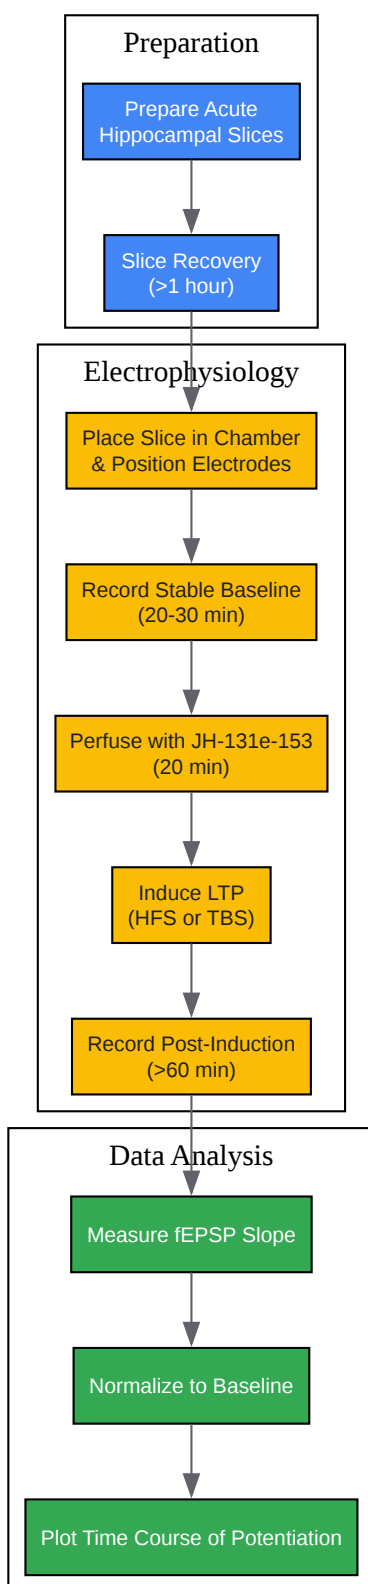 Preparation
Prepare Acute
Hippocampal Slices
Slice Recovery
(>1 hour)
Electrophysiology
Place Slice in Chamber
& Position Electrodes
Record Stable Baseline
(20-30 min)
Perfuse with JH-131e-153
(20 min)
Induce LTP
(HFS or TBS)
Record Post-Induction
(>60 min)
Data Analysis
Measure fEPSP Slope
Normalize to Baseline
Plot Time Course of Potentiation